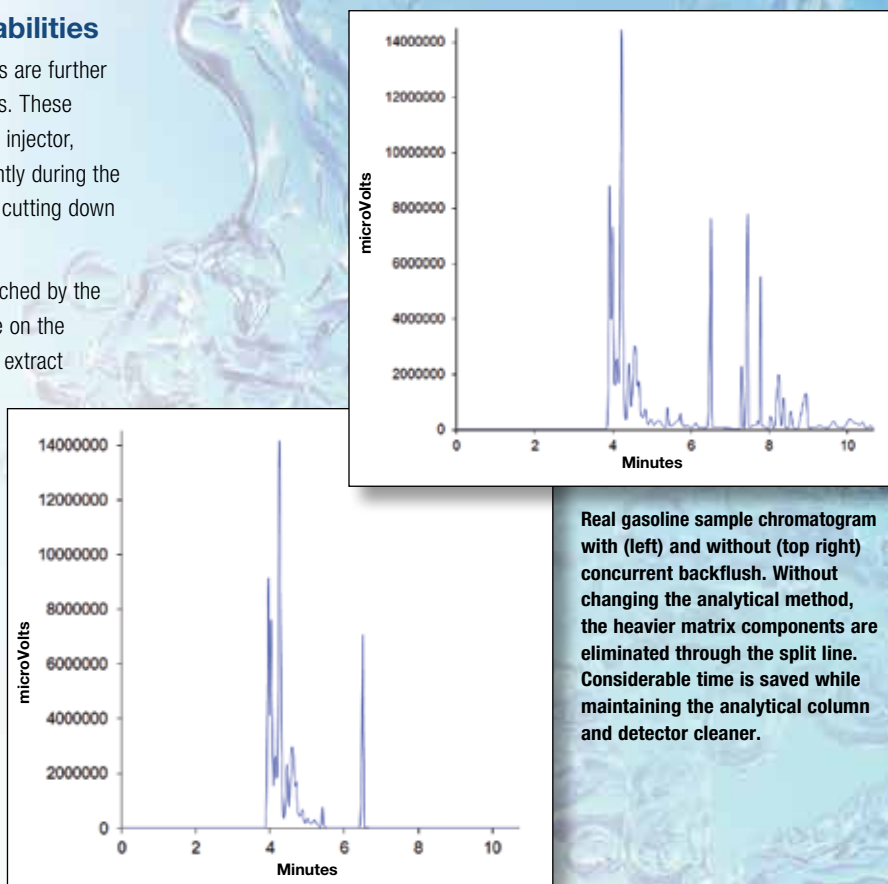 abilities
s are further
s. These
injector,
ntly during the
cutting down
ched by the
e on the
extract
14000000
12000000
10000000
8000000
6000000
4000000
2000000
0
microVolts
0 2 4 6 8 10
Minutes
14000000
12000000
10000000
8000000
6000000
4000000
2000000
0
microVolts
0 2 4 6 8 10
Minutes
Real gasoline sample chromatogram
with (left) and without (top right)
concurrent backflush. Without
changing the analytical method,
the heavier matrix components are
eliminated through the split line.
Considerable time is saved while
maintaining the analytical column
and detector cleaner.